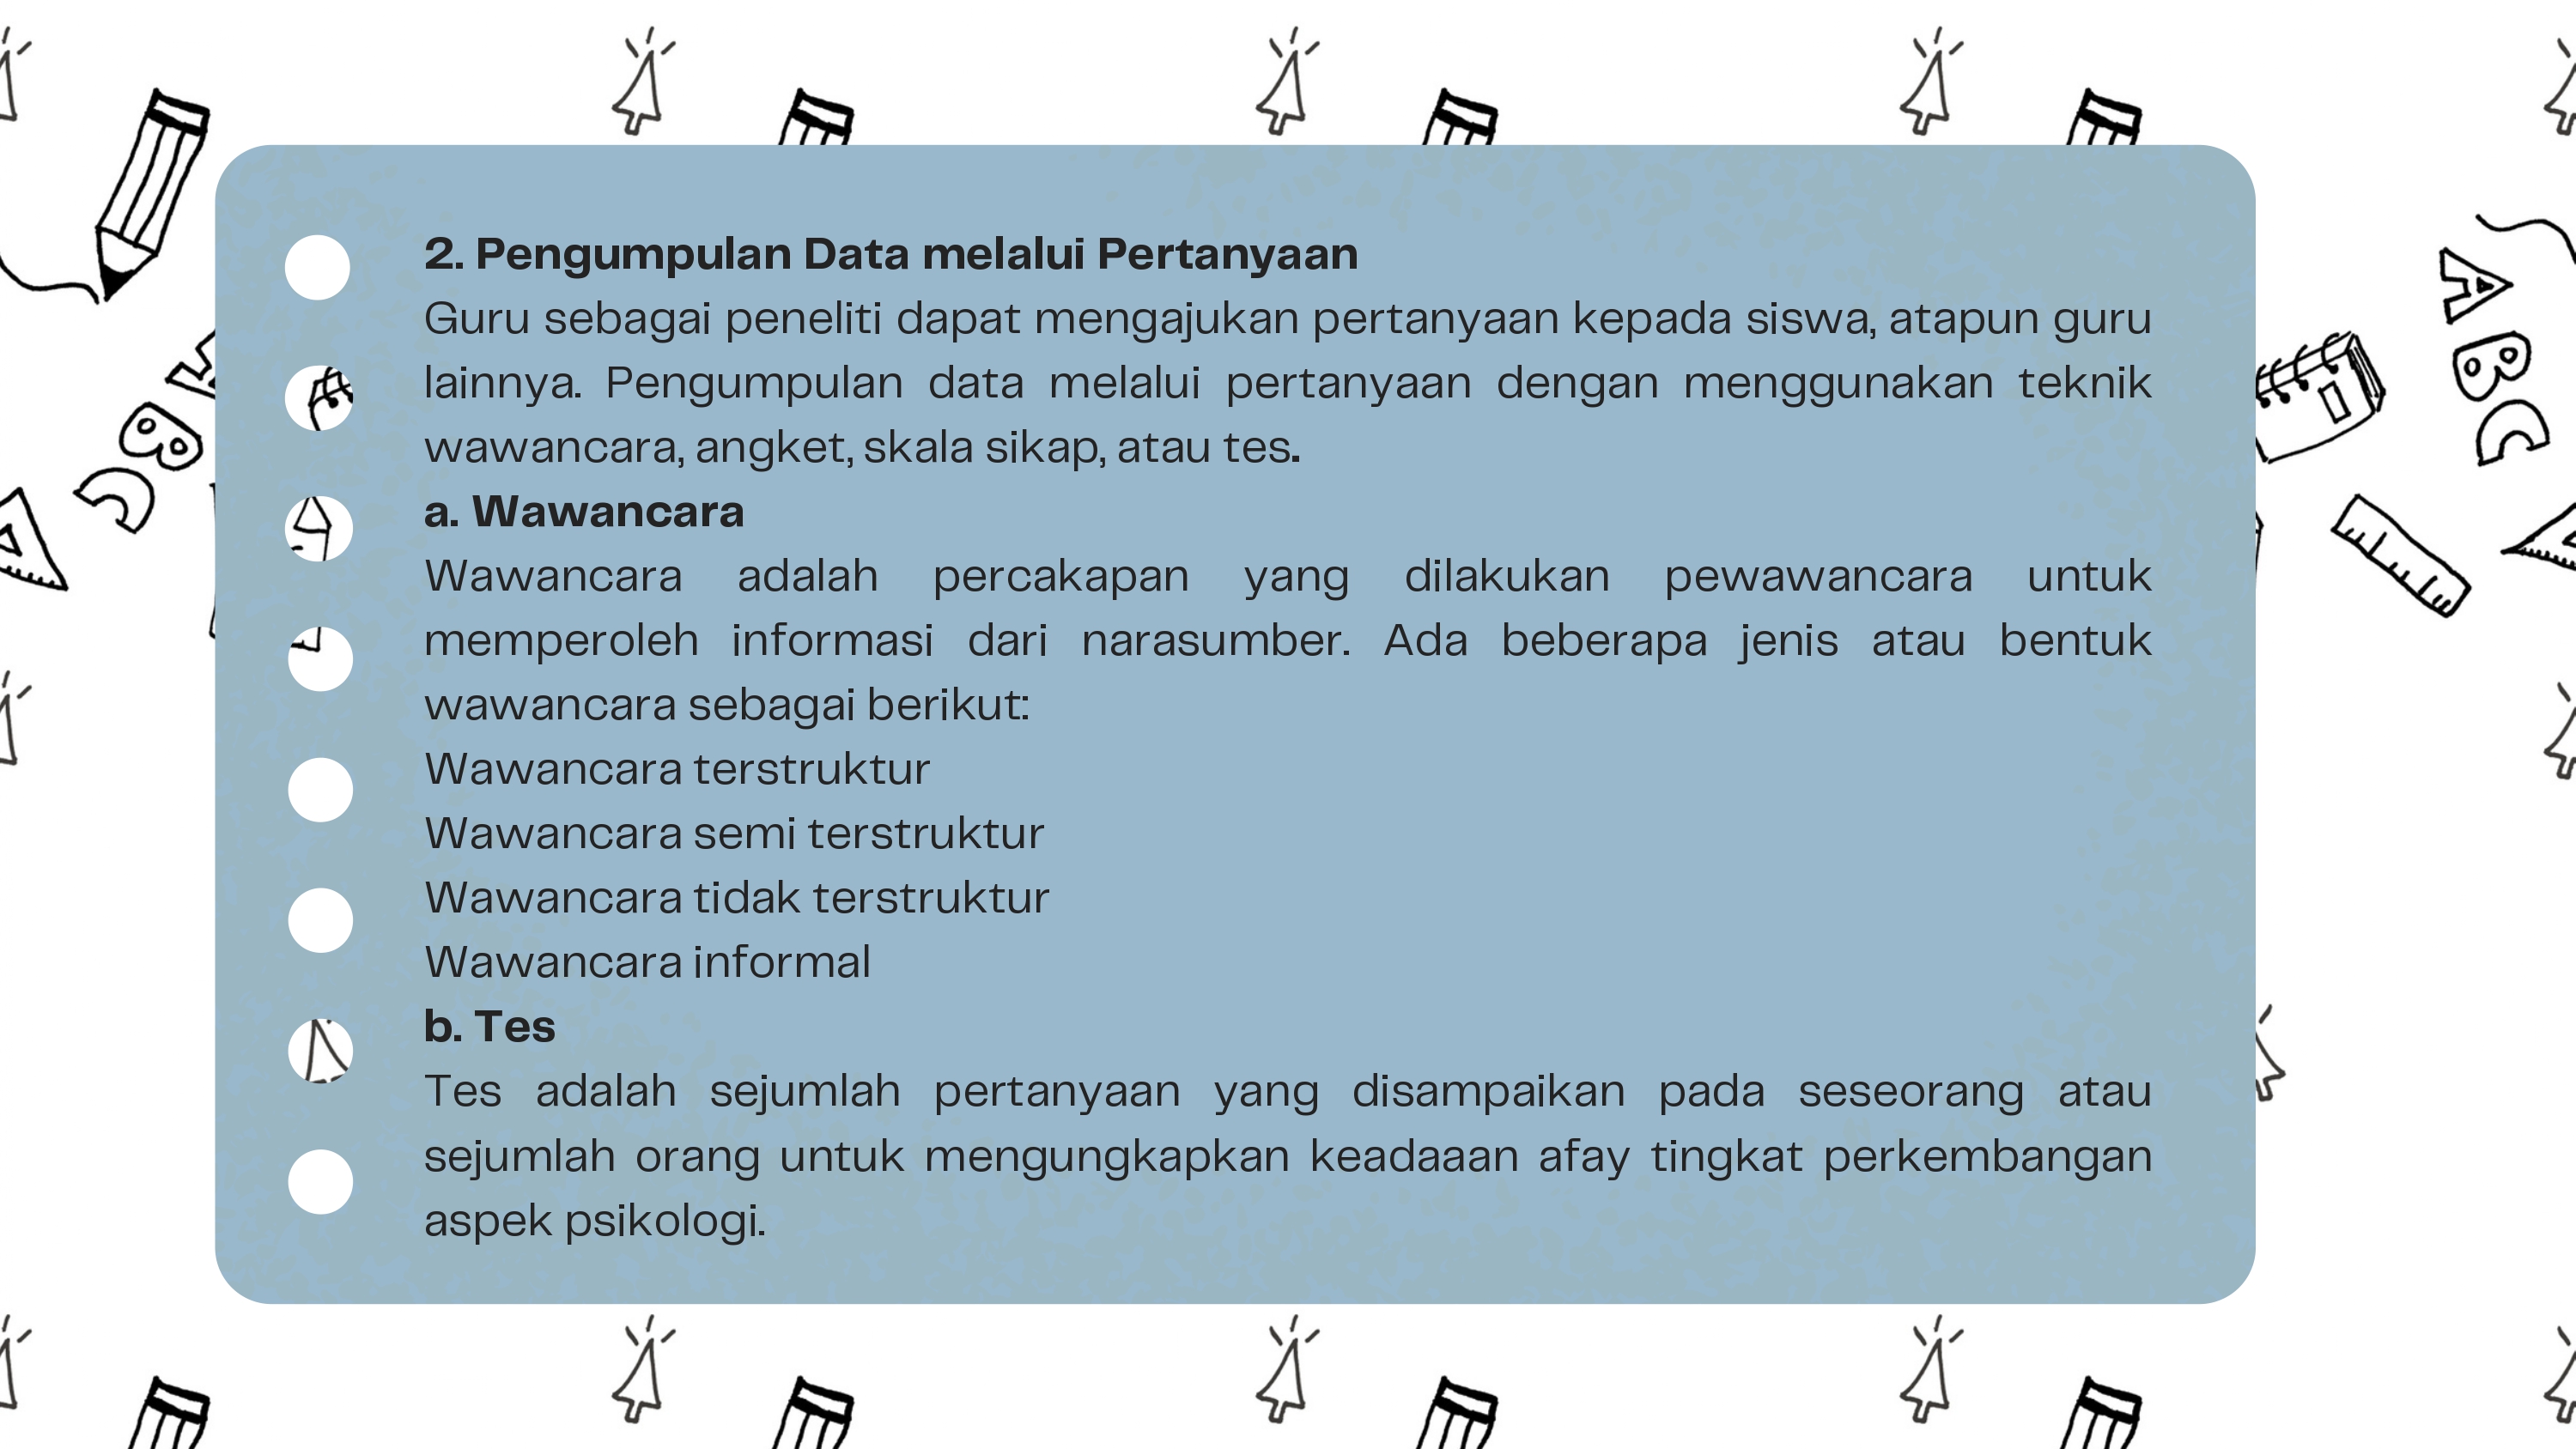 2. Pengumpulan Data melalui Pertanyaan
Guru sebagai peneliti dapat mengajukan pertanyaan kepada siswa, atapun guru
lainnya. Pengumpulan data melalui pertanyaan dengan menggunakan teknik
wawancara, angket, skala sikap, atau tes.
a. Wawancara
Wawancara adalah percakapan yang dilakukan pewawancara untuk
memperoleh informasi dari narasumber. Ada beberapa jenis atau bentuk
wawancara sebagai berikut:
Wawancara terstruktur
Wawancara semi terstruktur
Wawancara tidak terstruktur
Wawancara informal
b. Tes
Tes adalah sejumlah pertanyaan yang disampaikan pada seseorang atau
sejumlah orang untuk mengungkapkan keadaaan afay tingkat perkembangan
aspek psikologi.
A
B
C
B
C